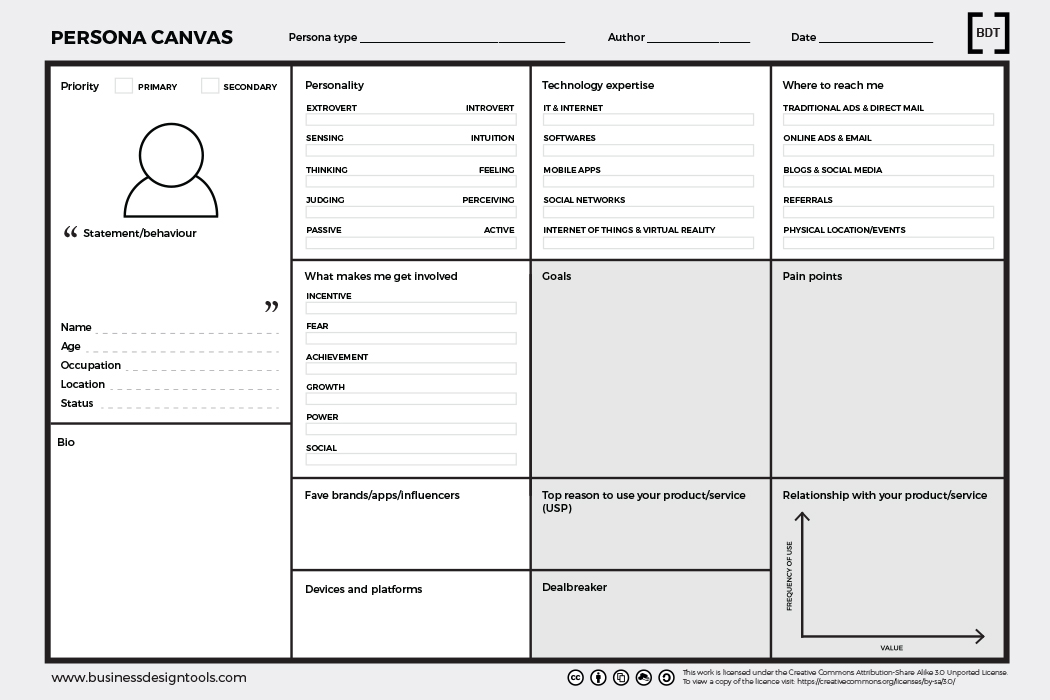 PERSONA CANVAS
Persona type
Author
Date
BDT
Priority
PRIMARY
SECONDARY
“ Statement/behaviour
”
Name
Age
Occupation
Location
Status
Bio
Personality
EXTROVERT INTROVERT
SENSING INTUITION
THINKING FEELING
JUDGING PERCEIVING
PASSIVE ACTIVE
Technology expertise
IT & INTERNET
SOFTWARES
MOBILE APPS
SOCIAL NETWORKS
INTERNET OF THINGS & VIRTUAL REALITY
Where to reach me
TRADITIONAL ADS & DIRECT MAIL
ONLINE ADS & EMAIL
BLOGS & SOCIAL MEDIA
REFERRALS
PHYSICAL LOCATION/EVENTS
What makes me get involved
INCENTIVE
FEAR
ACHIEVEMENT
GROWTH
POWER
SOCIAL
Goals
Pain points
Fave brands/apps/influencers
Top reason to use your product/service
(USP)
Relationship with your product/service
FREQUENCY OF USE
VALUE
Devices and platforms
Dealbreaker
www.businessdesigntools.com
cc
This work is licensed under the Creative Commons Attribution-Share Alike 3.0 Unported License.
To view a copy of the licence visit: https://creativecommons.org/licenses/by-sa/3.0/